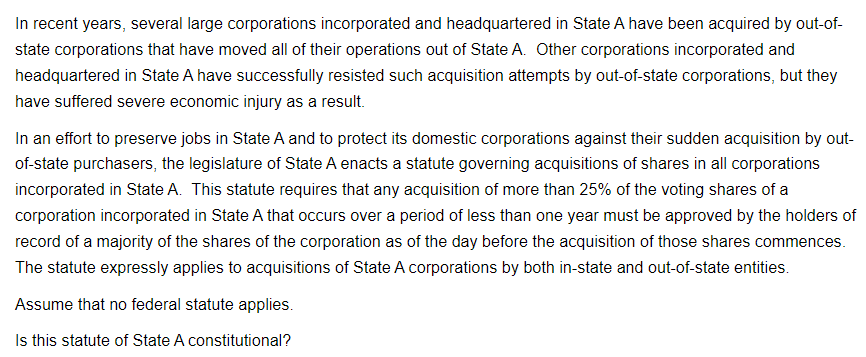 In recent years, several large corporations incorporated and headquartered in State A have been acquired by out-of-
state corporations that have moved all of their operations out of State A.  Other corporations incorporated and
headquartered in State A have successfully resisted such acquisition attempts by out-of-state corporations, but they
have suffered severe economic injury as a result.
In an effort to preserve jobs in State A and to protect its domestic corporations against their sudden acquisition by out-
of-state purchasers, the legislature of State A enacts a statute governing acquisitions of shares in all corporations
incorporated in State A.  This statute requires that any acquisition of more than 25% of the voting shares of a
corporation incorporated in State A that occurs over a period of less than one year must be approved by the holders of
record of a majority of the shares of the corporation as of the day before the acquisition of those shares commences.
The statute expressly applies to acquisitions of State A corporations by both in-state and out-of-state entities.
Assume that no federal statute applies.
Is this statute of State A constitutional?